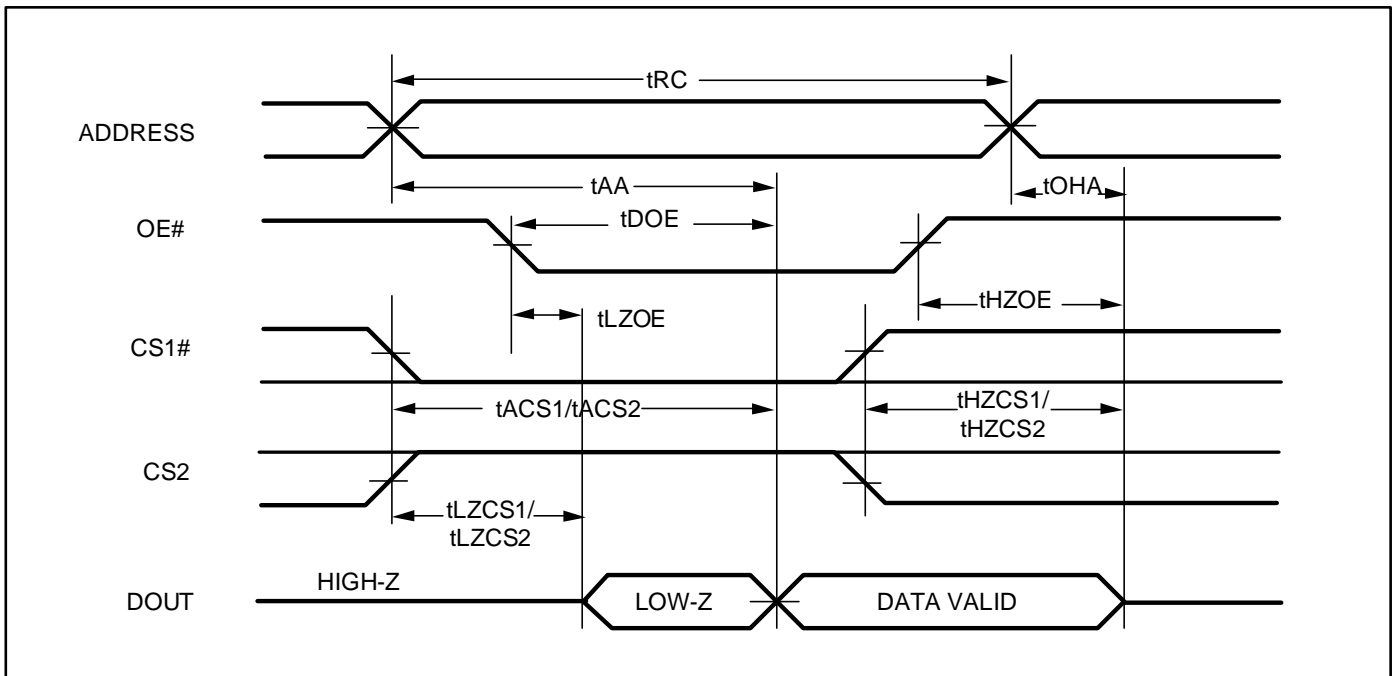 tRC
ADDRESS
tAA
tOHA
tDOE
OE#
tHZOE
tLZOE
CS1#
tACS1/tACS2
tHZCS1/
tHZCS2
CS2
tLZCS1/
tLZCS2
HIGH-Z
DOUT
LOW-Z
DATA VALID